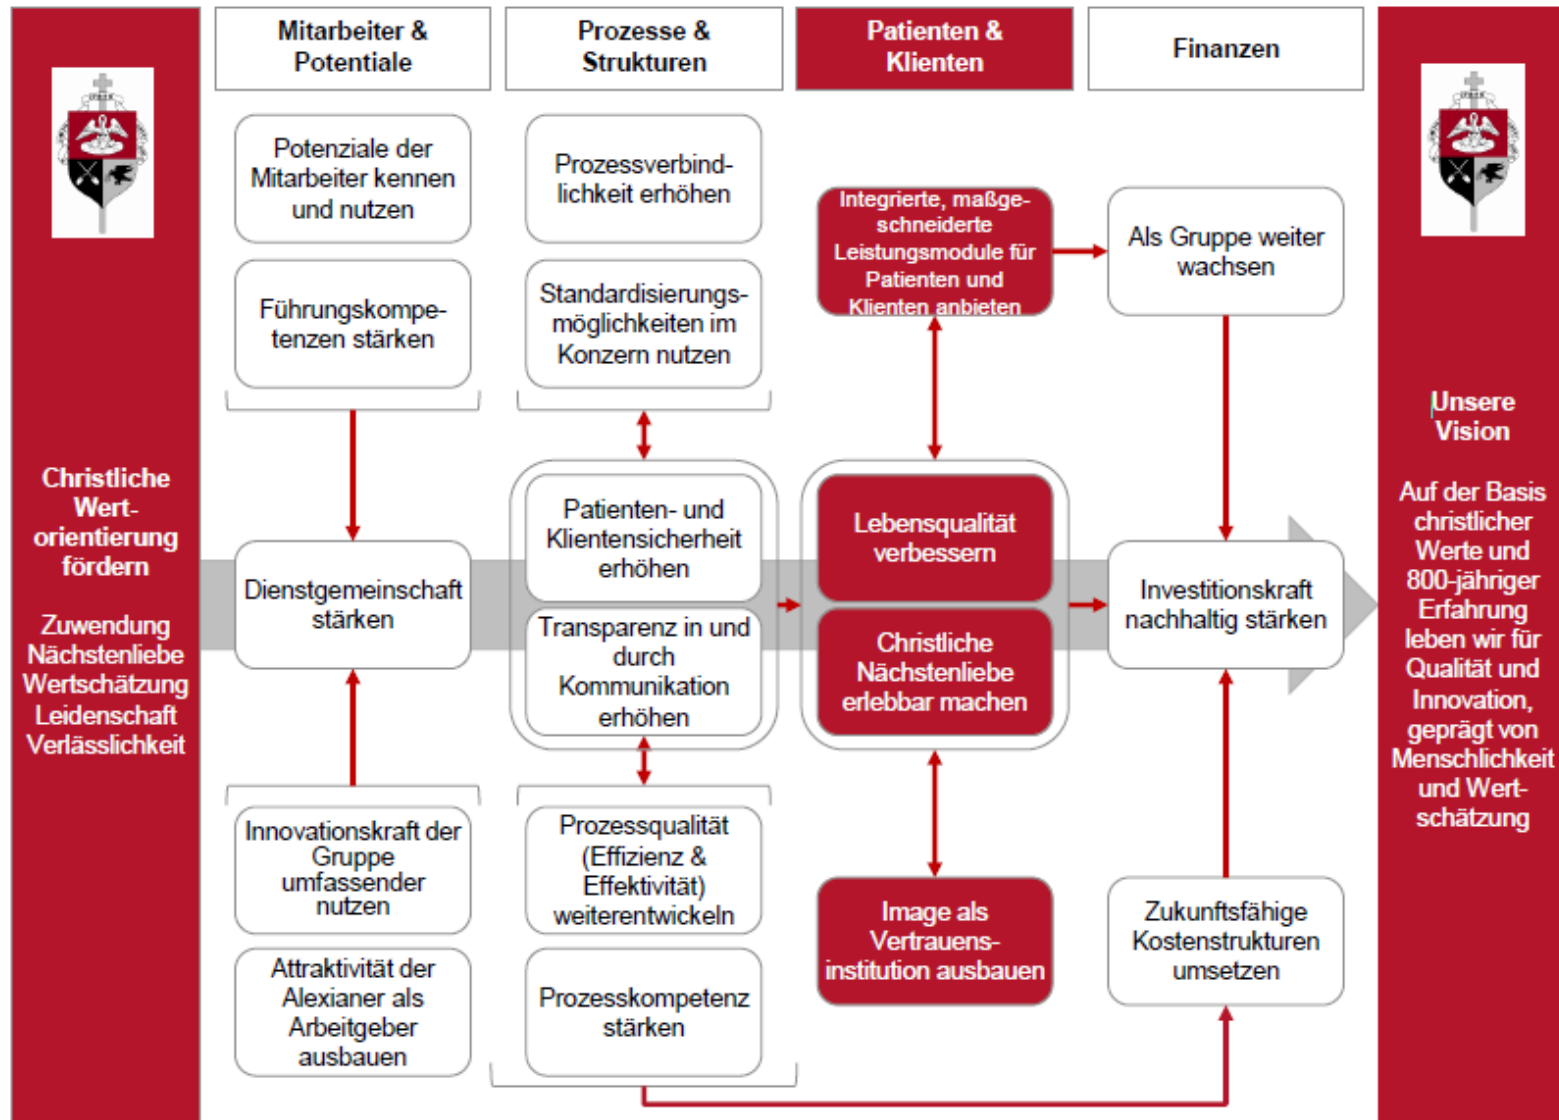 Mitarbeiter &
Potentiale
Prozesse &
Strukturen
Patienten &
Klienten
Finanzen
Christliche
Wert-
orientierung
fördern
Zuwendung
Nächstenliebe
Wertschätzung
Leidenschaft
Verlässlichkeit
Potenziale der
Mitarbeiter kennen
und nutzen
Führungskompe-
tenzen stärken
Dienstgemeinschaft
stärken
Innovationskraft der
Gruppe
umfassender
nutzen
Attraktivität der
Alexianer als
Arbeitgeber
ausbauen
Prozessverbind-
lichkeit erhöhen
Standardisierungs-
möglichkeiten im
Konzern nutzen
Patienten- und
Klientensicherheit
erhöhen
Transparenz in und
durch
Kommunikation
erhöhen
Prozessqualität
(Effizienz &
Effektivität)
weiterentwickeln
Prozesskompetenz
stärken
Integrierte, maßge-
schneiderte
Leistungsmodule für
Patienten und
Klienten anbieten
Lebensqualität
verbessern
Christliche
Nächstenliebe
erlebbar machen
Image als
Vertrauens-
institution ausbauen
Als Gruppe weiter
wachsen
Investitionskraft
nachhaltig stärken
Zukunftsfähige
Kostenstrukturen
umsetzen
Unsere
Vision
Auf der Basis
christlicher
Werte und
800-jähriger
Erfahrung
leben wir für
Qualität und
Innovation,
geprägt von
Menschlichkeit
und Wert-
schätzung